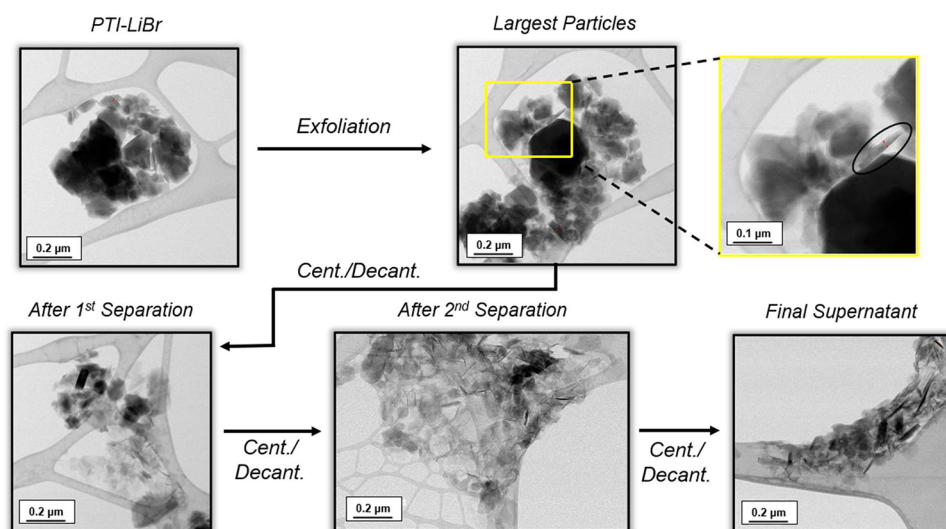 PTI-LiBr
Largest Particles
Exfoliation
0.2 µm
0.2 µm
0.1 µm
Cent./Decant.
After 1st Separation
After 2nd Separation
Final Supernatant
Cent./
Decant.
Cent./
Decant.
0.2 µm
0.2 µm
0.2 µm